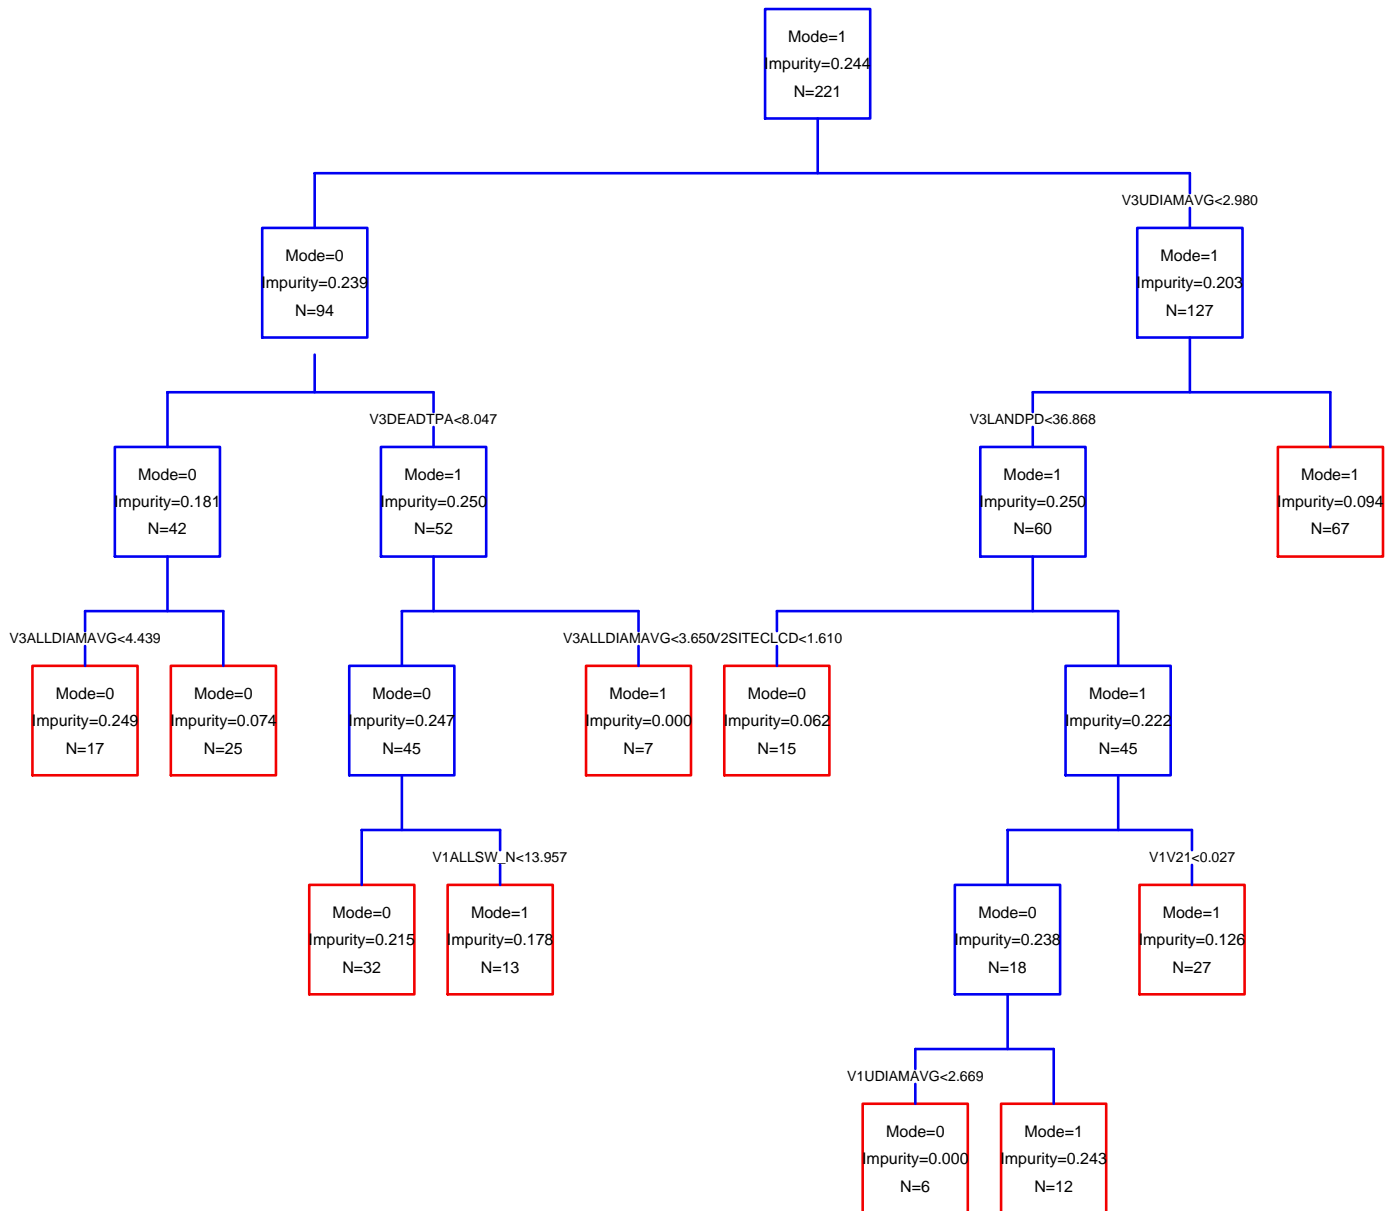 Mode=1
Impurity=0.244
N=221
V3UDIAMAVG<2.980
Mode=0
Impurity=0.239
N=94
Mode=1
Impurity=0.203
N=127
V3DEADTPA<8.047
V3LANDPD<36.868
Mode=0
Impurity=0.181
N=42
Mode=1
Impurity=0.250
N=52
Mode=1
Impurity=0.250
N=60
Mode=1
Impurity=0.094
N=67
V3ALLDIAMAVG<4.439
V3ALLDIAMAVG<3.650
V2SITECLCD<1.610
Mode=0
Impurity=0.249
N=17
Mode=0
Impurity=0.074
N=25
Mode=0
Impurity=0.247
N=45
Mode=1
Impurity=0.000
N=7
Mode=0
Impurity=0.062
N=15
Mode=1
Impurity=0.222
N=45
V1ALLSW_N<13.957
V1V21<0.027
Mode=0
Impurity=0.215
N=32
Mode=1
Impurity=0.178
N=13
Mode=0
Impurity=0.238
N=18
Mode=1
Impurity=0.126
N=27
V1UDIAMAVG<2.669
Mode=0
Impurity=0.000
N=6
Mode=1
Impurity=0.243
N=12